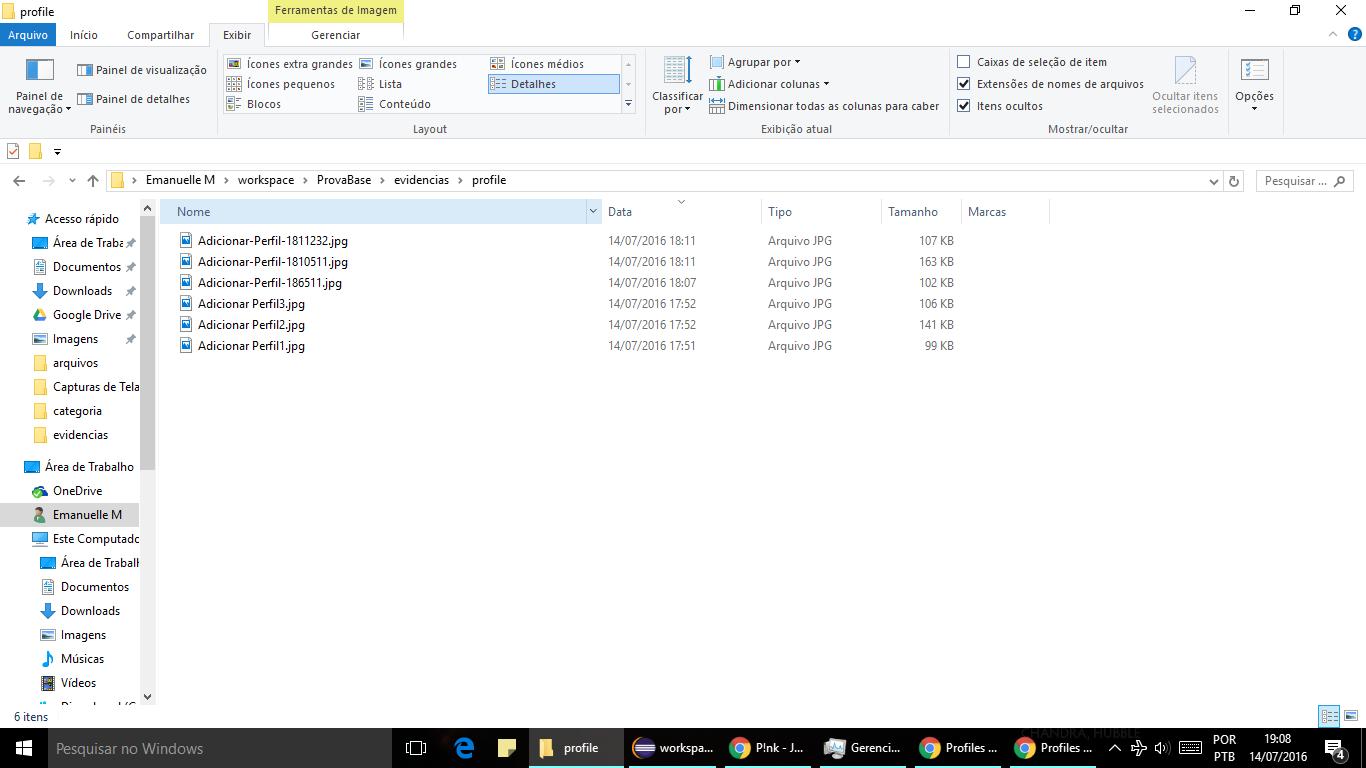 profile
Ferramentas de Imagem
Arquivo Início Compartilhar Exibir Gerenciar
Painel de navegação
Painel de visualização
Painel de detalhes
Painéis
Ícones extra grandes Ícones grandes Ícones médios
Ícones pequenos Lista Detalhes
Blocos Conteúdo
Layout
Classificar por
Agrupar por
Adicionar colunas
Dimensionar todas as colunas para caber
Exibição atual
Caixas de seleção de item
Extensões de nomes de arquivos
Itens ocultos
Ocultar itens selecionados
Mostrar/ocultar
Opções
Emanuelle M workspace ProvaBase evidencias profile
Pesquisar ...
Nome Data Tipo Tamanho Marcas
Adicionar-Perfil-1811232.jpg 14/07/2016 18:11 Arquivo JPG 107 KB
Adicionar-Perfil-1810511.jpg 14/07/2016 18:11 Arquivo JPG 163 KB
Adicionar-Perfil-186511.jpg 14/07/2016 18:07 Arquivo JPG 102 KB
Adicionar Perfil3.jpg 14/07/2016 17:52 Arquivo JPG 106 KB
Adicionar Perfil2.jpg 14/07/2016 17:52 Arquivo JPG 141 KB
Adicionar Perfil1.jpg 14/07/2016 17:51 Arquivo JPG 99 KB
Acesso rápido
Área de Traba
Documentos
Downloads
Google Drive
Imagens
arquivos
Capturas de Tela
categoria
evidencias
Área de Trabalho
OneDrive
Emanuelle M
Este Computado
Área de Traball
Documentos
Downloads
Imagens
Músicas
Vídeos
6 itens
CHANDRA, HUBBLE
Pesquisar no Windows
profile
workspa...
P!nk - J...
Gerenci...
Profiles ...
Profiles ...
POR
PTB
19:08
14/07/2016
4